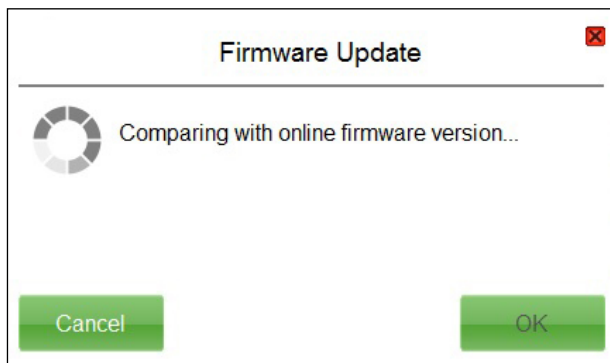 Firmware Update
Comparing with online firmware version...
Cancel
OK